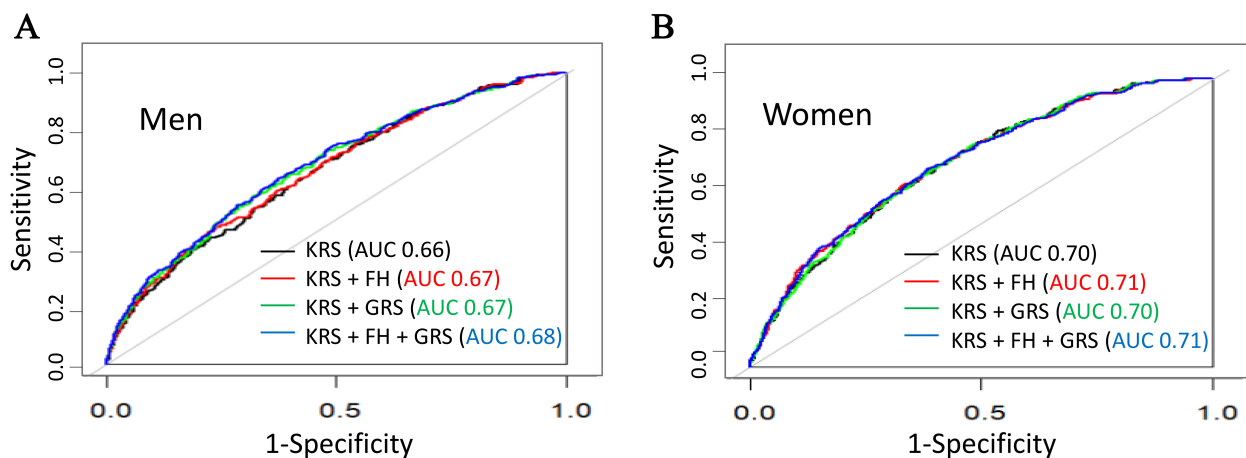 A
Men
Sensitivity
1.0
0.8
0.6
0.4
0.2
0.0
KRS (AUC 0.66)
KRS + FH (AUC 0.67)
KRS + GRS (AUC 0.67)
KRS + FH + GRS (AUC 0.68)
0.0 0.5 1.0
1-Specificity
B
Women
Sensitivity
1.0
0.8
0.6
0.4
0.2
0.0
KRS (AUC 0.70)
KRS + FH (AUC 0.71)
KRS + GRS (AUC 0.70)
KRS + FH + GRS (AUC 0.71)
0.0 0.5 1.0
1-Specificity